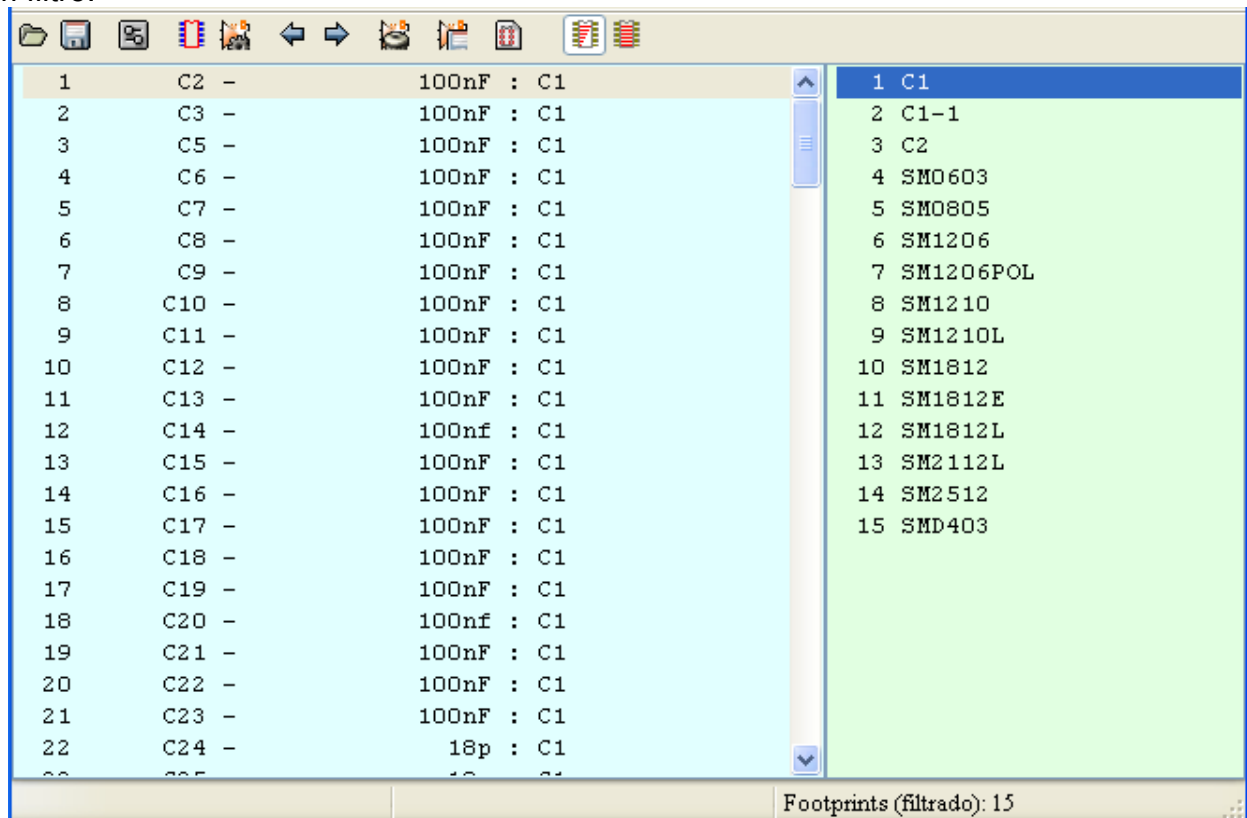 1 C2 - 100nF : C1
2 C3 - 100nF : C1
3 C5 - 100nF : C1
4 C6 - 100nF : C1
5 C7 - 100nF : C1
6 C8 - 100nF : C1
7 C9 - 100nF : C1
8 C10 - 100nF : C1
9 C11 - 100nF : C1
10 C12 - 100nF : C1
11 C13 - 100nF : C1
12 C14 - 100nf : C1
13 C15 - 100nF : C1
14 C16 - 100nF : C1
15 C17 - 100nF : C1
16 C18 - 100nF : C1
17 C19 - 100nF : C1
18 C20 - 100nf : C1
19 C21 - 100nF : C1
20 C22 - 100nF : C1
21 C23 - 100nF : C1
22 C24 - 18p : C1
1 C1
2 C1-1
3 C2
4 SM0603
5 SM0805
6 SM1206
7 SM1206POL
8 SM1210
9 SM1210L
10 SM1812
11 SM1812E
12 SM1812L
13 SM2112L
14 SM2512
15 SMD403
Footprints (filtrado): 15